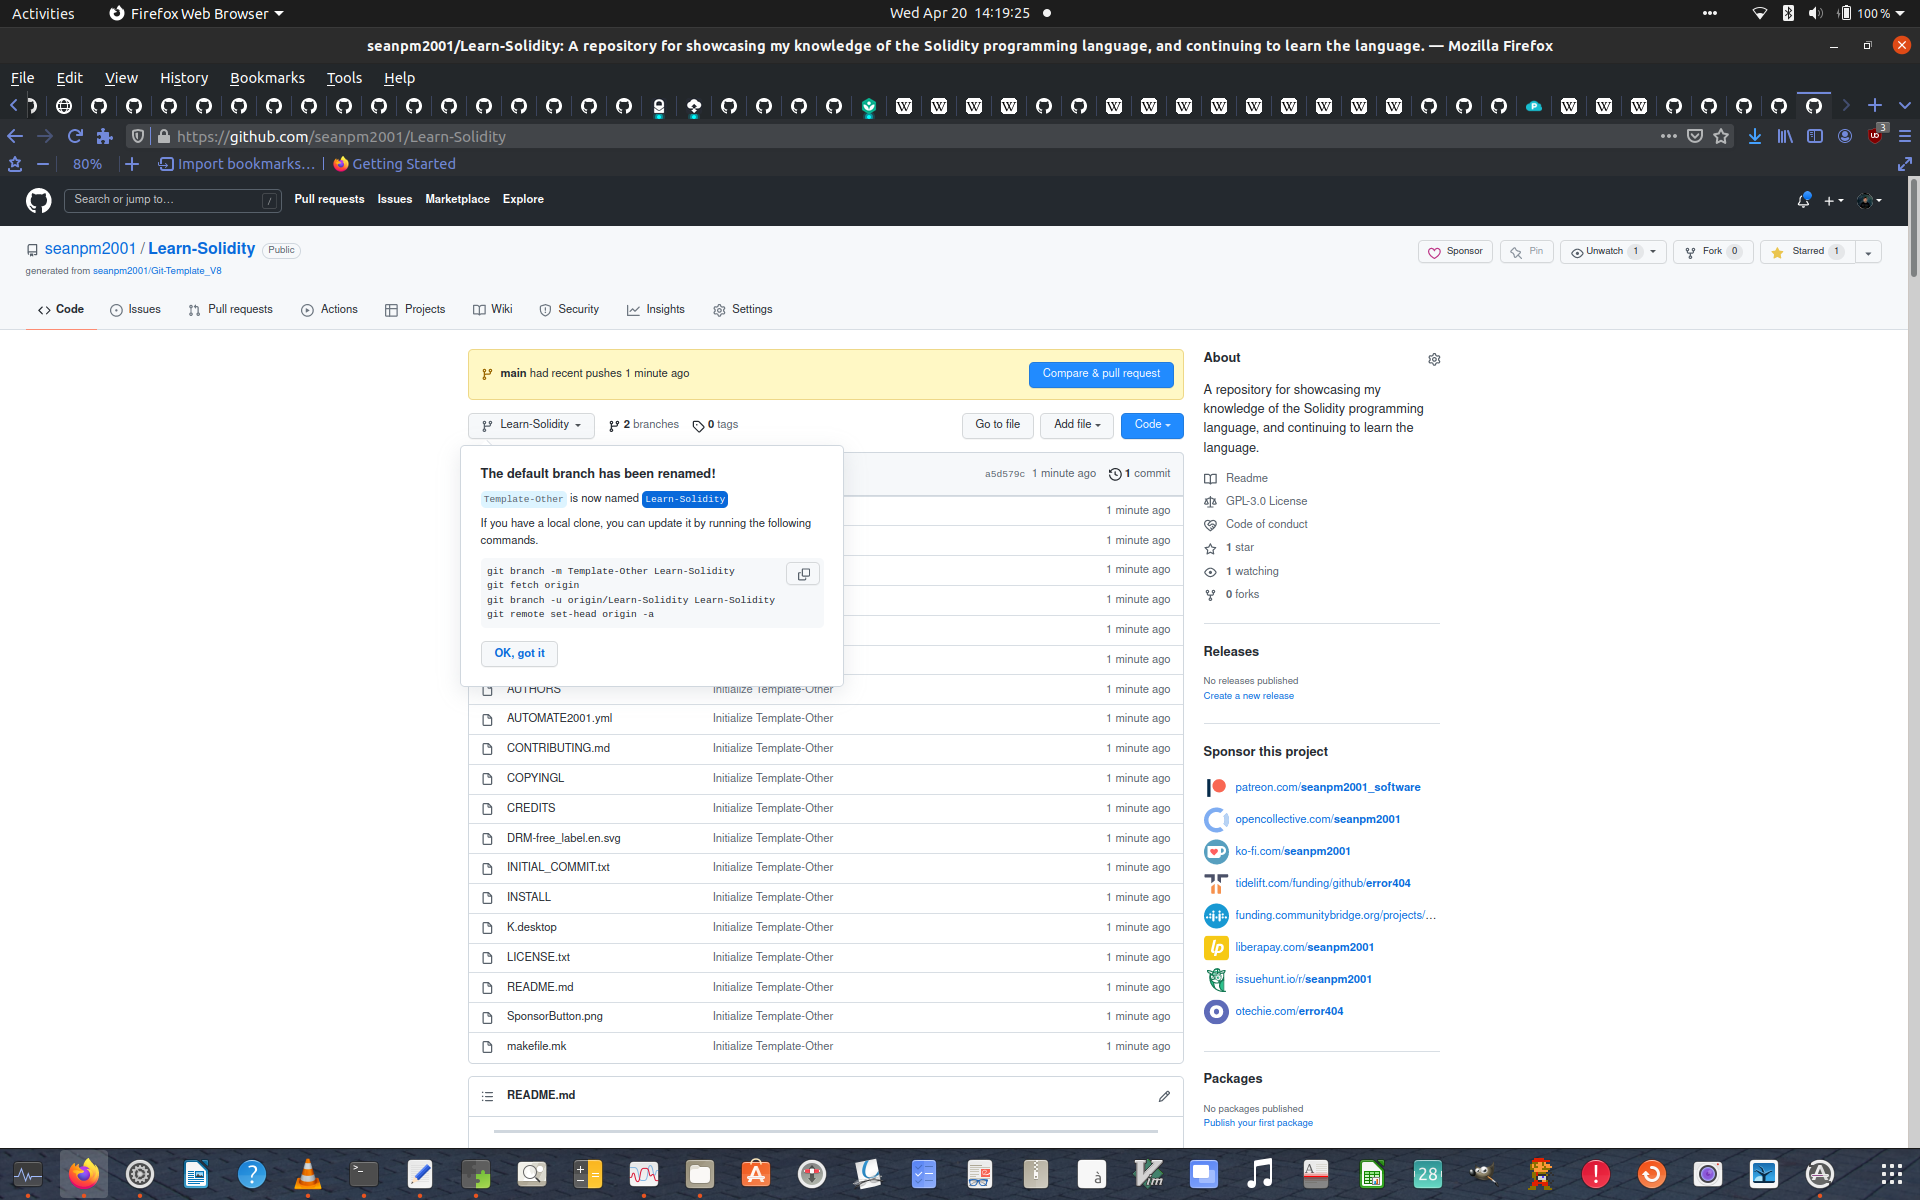 Activities
Firefox Web Browser
Wed Apr 20 14:19:25
100 %
seanpm2001/Learn-Solidity: A repository for showcasing my knowledge of the Solidity programming language, and continuing to learn the language. — Mozilla Firefox
File Edit View History Bookmarks Tools Help
https://github.com/seanpm2001/Learn-Solidity
3
80%
Import bookmarks...
Getting Started
Search or jump to...
/
Pull requests
Issues
Marketplace
Explore
seanpm2001 / Learn-Solidity
Public
Sponsor
Pin
Unwatch 1
Fork 0
Starred 1
generated from seanpm2001/Git-Template_V8
Code
Issues
Pull requests
Actions
Projects
Wiki
Security
Insights
Settings
main had recent pushes 1 minute ago
Compare & pull request
Learn-Solidity
2 branches
0 tags
Go to file
Add file
Code
The default branch has been renamed!
Template-Other is now named Learn-Solidity
If you have a local clone, you can update it by running the following
commands.
git branch -m Template-Other Learn-Solidity
git fetch origin
git branch -u origin/Learn-Solidity Learn-Solidity
git remote set-head origin -a
OK, got it
a5d579c 1 minute ago
1 commit
1 minute ago
1 minute ago
1 minute ago
1 minute ago
1 minute ago
1 minute ago
AUTHORS Initialize Template-Other 1 minute ago
AUTOMATE2001.yml Initialize Template-Other 1 minute ago
CONTRIBUTING.md Initialize Template-Other 1 minute ago
COPYINGL Initialize Template-Other 1 minute ago
CREDITS Initialize Template-Other 1 minute ago
DRM-free_label.en.svg Initialize Template-Other 1 minute ago
INITIAL_COMMIT.txt Initialize Template-Other 1 minute ago
INSTALL Initialize Template-Other 1 minute ago
K.desktop Initialize Template-Other 1 minute ago
LICENSE.txt Initialize Template-Other 1 minute ago
README.md Initialize Template-Other 1 minute ago
SponsorButton.png Initialize Template-Other 1 minute ago
makefile.mk Initialize Template-Other 1 minute ago
README.md
About
A repository for showcasing my
knowledge of the Solidity programming
language, and continuing to learn the
language.
Readme
GPL-3.0 License
Code of conduct
1 star
1 watching
0 forks
Releases
No releases published
Create a new release
Sponsor this project
patreon.com/seanpm2001_software
opencollective.com/seanpm2001
ko-fi.com/seanpm2001
tidelift.com/funding/github/error404
funding.communitybridge.org/projects/...
lp
liberapay.com/seanpm2001
issuehunt.io/r/seanpm2001
otechie.com/error404
Packages
No packages published
Publish your first package
28